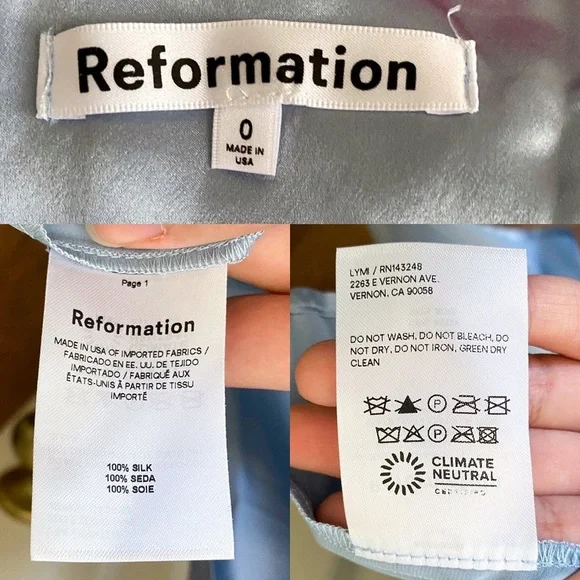 Reformation
0
MADE IN
USA
Page 1
Reformation
MADE IN USA OF IMPORTED FABRICS /
FABRICADO EN EE. UU. DE TEJIDO
IMPORTADO / FABRIQUÉ AUX
ÉTATS-UNIS À PARTIR DE TISSU
IMPORTÉ
100% SILK
100% SEDA
100% SOIE
LYMI / RN143248
2263 E VERNON AVE.
VERNON, CA 90058
DO NOT WASH. DO NOT BLEACH. DO
NOT DRY. DO NOT IRON. GREEN DRY
CLEAN
P
P
CLIMATE
NEUTRAL
CERTIFIED